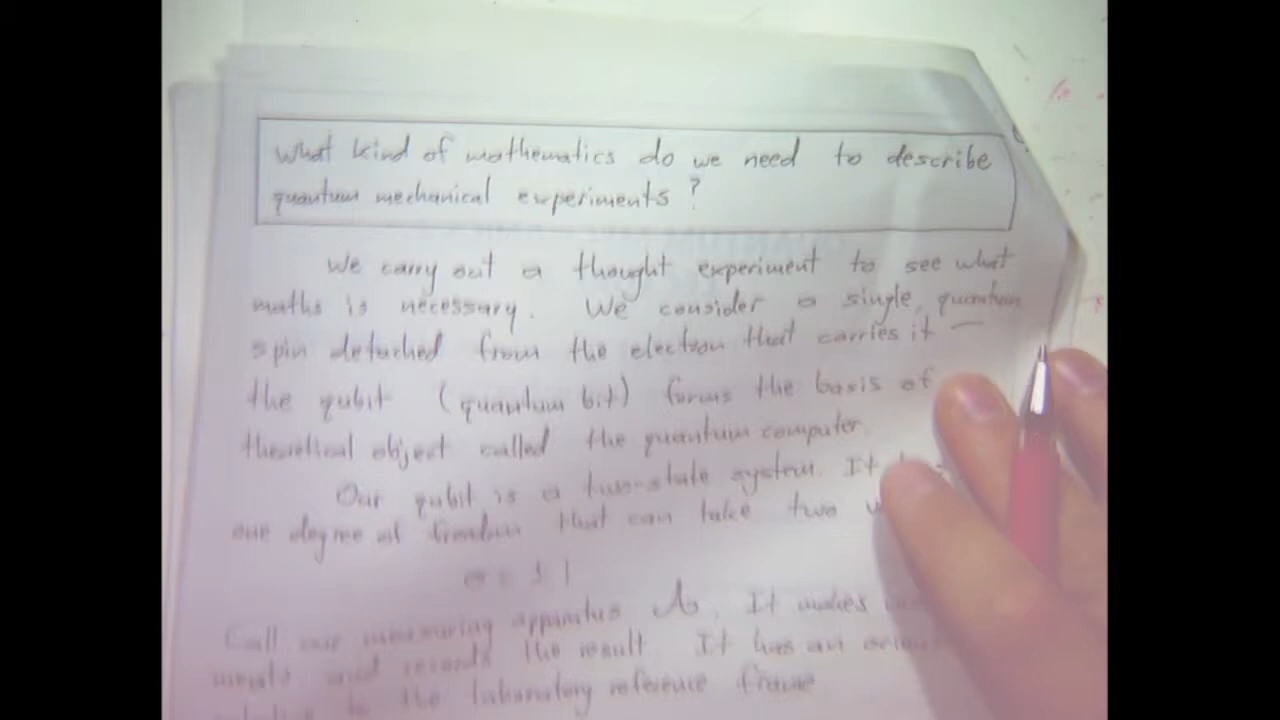 What kind of mathematics do we need to describe
quantum mechanical experiments?
We carry out a thought experiment to see what
maths is necessary. We consider a single, quantum
spin detached from the electron that carries it —
the qubit (quantum bit) forms the basis of
theoretical object called the quantum computer.
Our qubit is a two-state system. It
one degree of freedom that can take two
σ = ± 1
Call our measuring apparatus A. It makes
ments and records the result. It has an
to the laboratory reference frame